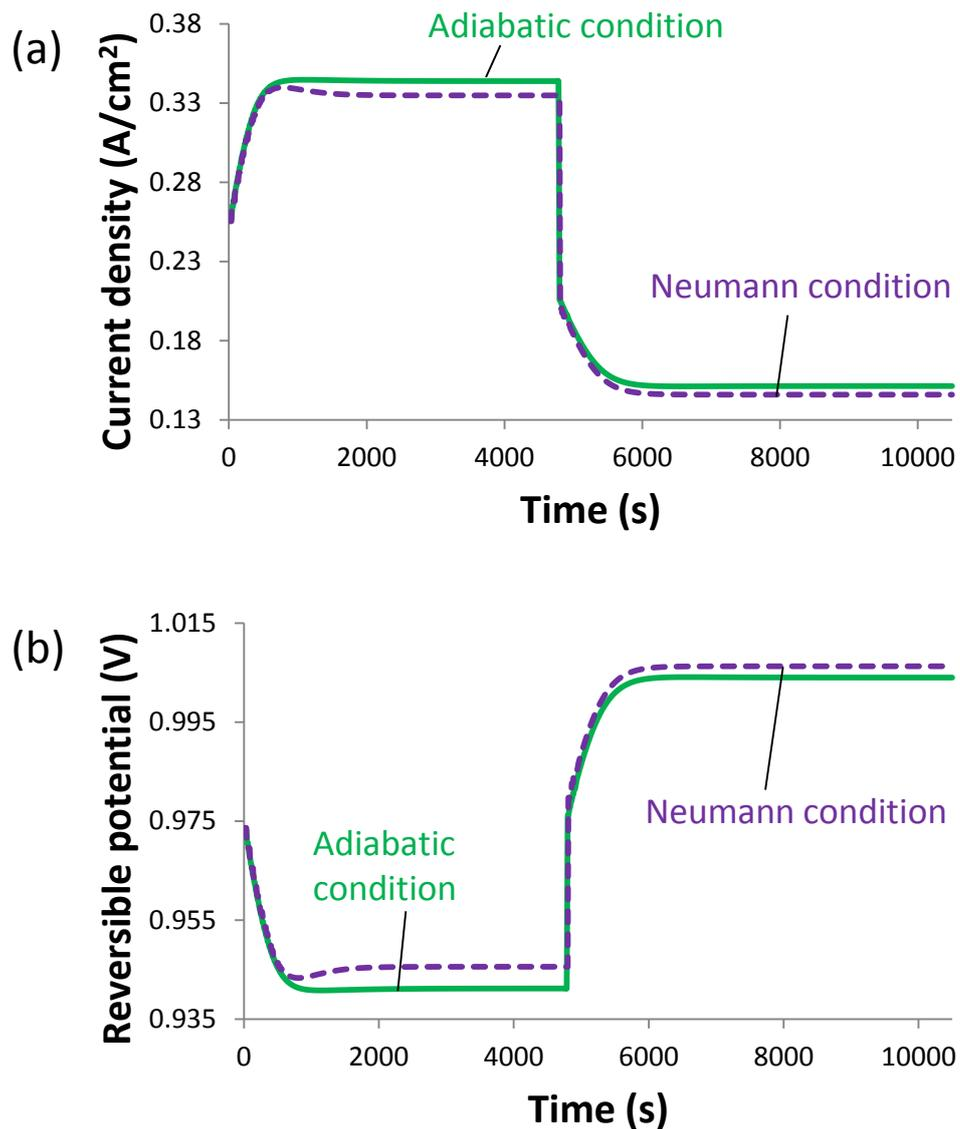 (a)
Current density (A/cm²)
0.38
0.33
0.28
0.23
0.18
0.13
Adiabatic condition
Neumann condition
0
2000
4000
6000
8000
10000
Time (s)
(b)
Reversible potential (V)
1.015
0.995
0.975
0.955
0.935
Adiabatic
condition
Neumann condition
0
2000
4000
6000
8000
10000
Time (s)